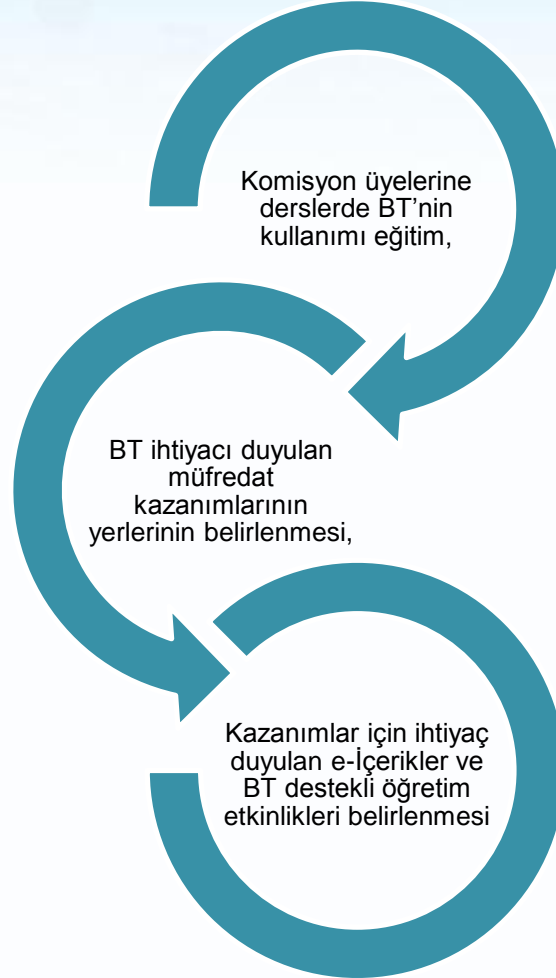 Komisyon üyelerine
derslerde BT’nin
kullanımı eğitim,
BT ihtiyacı duyulan
müfredat
kazanımlarının
yerlerinin belirlenmesi,
Kazanımlar için ihtiyaç
duyulan e-İçerikler ve
BT destekli öğretim
etkinlikleri belirlenmesi